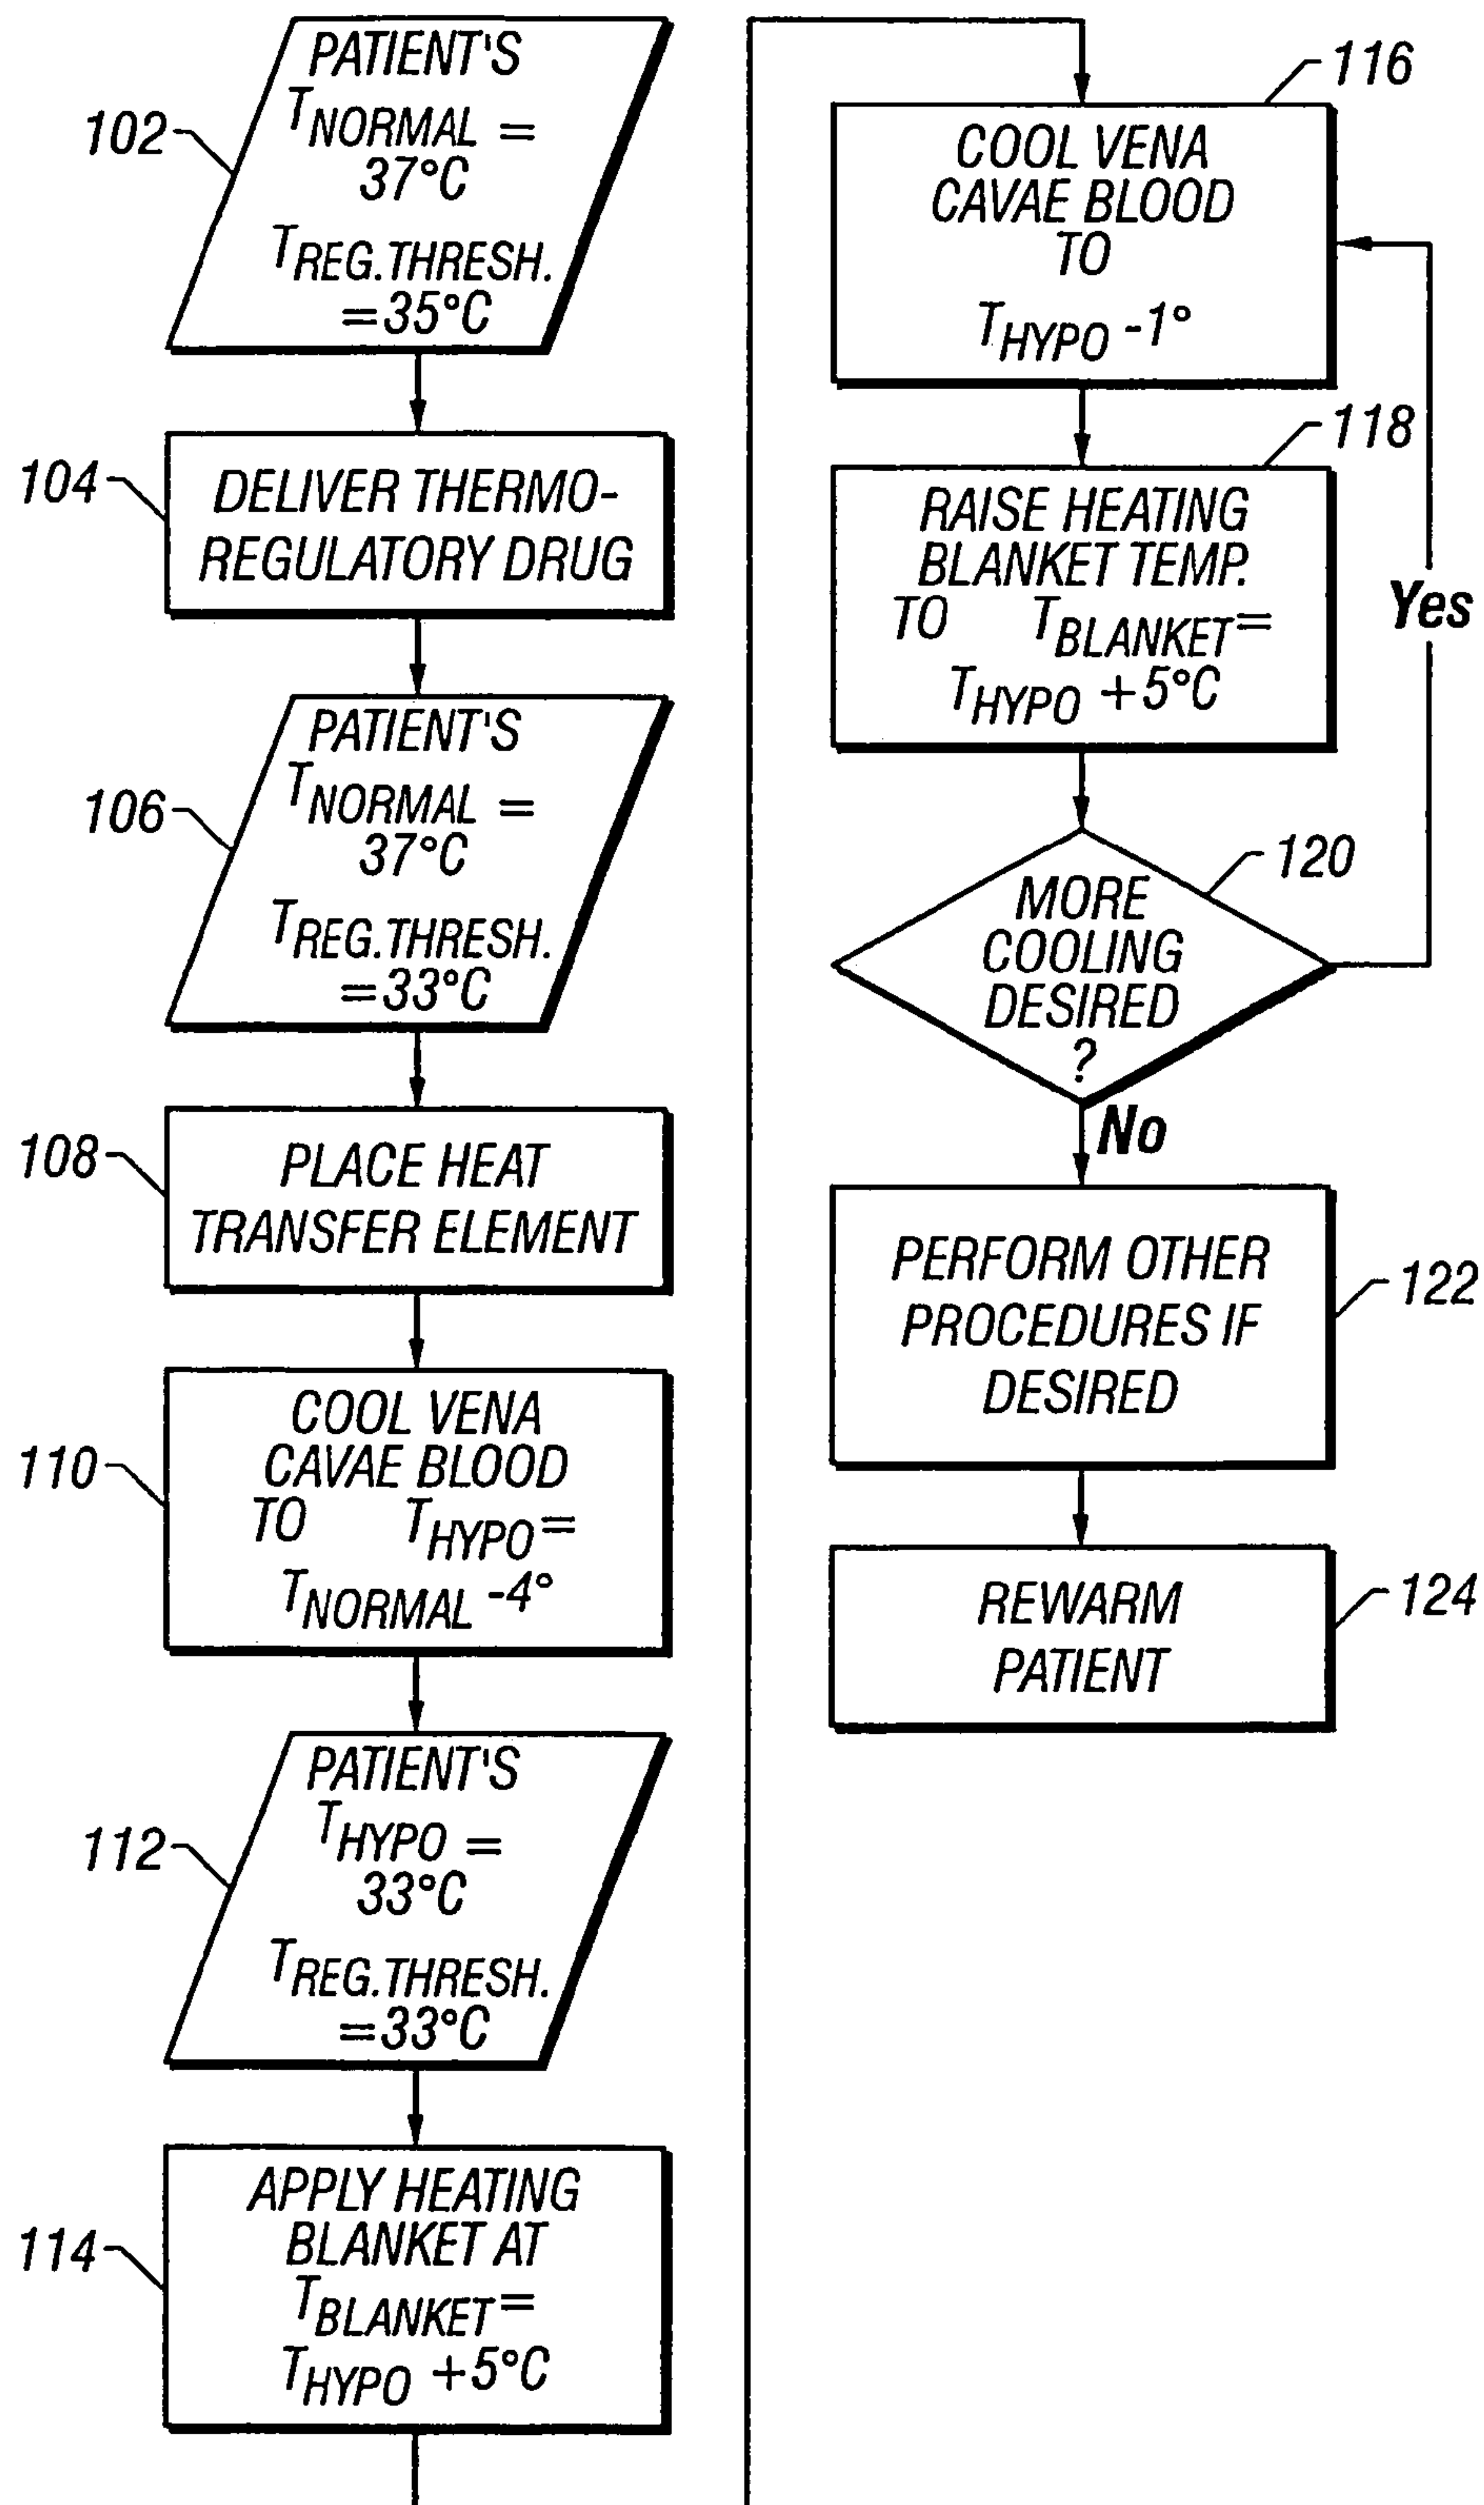 PATIENT'S
TNORMAL =
37°C
TREG.THRESH.
=35°C
102
DELIVER THERMO-
REGULATORY DRUG
104
PATIENT'S
TNORMAL =
37°C
TREG.THRESH.
=33°C
106
PLACE HEAT
TRANSFER ELEMENT
108
COOL VENA
CAVAE BLOOD
TO THYPO=
TNORMAL -4°
110
PATIENT'S
THYPO =
33°C
TREG.THRESH.
=33°C
112
APPLY HEATING
BLANKET AT
TBLANKET=
THYPO +5°C
114
116
COOL VENA
CAVAE BLOOD
TO
THYPO -1°
118
RAISE HEATING
BLANKET TEMP.
TO TBLANKET=
THYPO +5°C
Yes
120
MORE
COOLING
DESIRED
?
No
PERFORM OTHER
PROCEDURES IF
DESIRED
122
REWARM
PATIENT
124